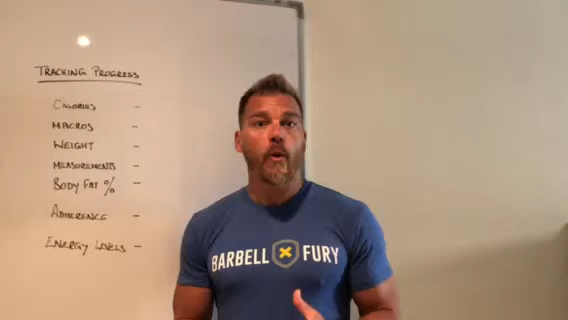 TRACKING PROGRESS
CALORIES –
MACROS –
WEIGHT –
MEASUREMENTS –
BODY FAT % –
ADHERENCE –
ENERGY LEVELS –
BARBELL FURY